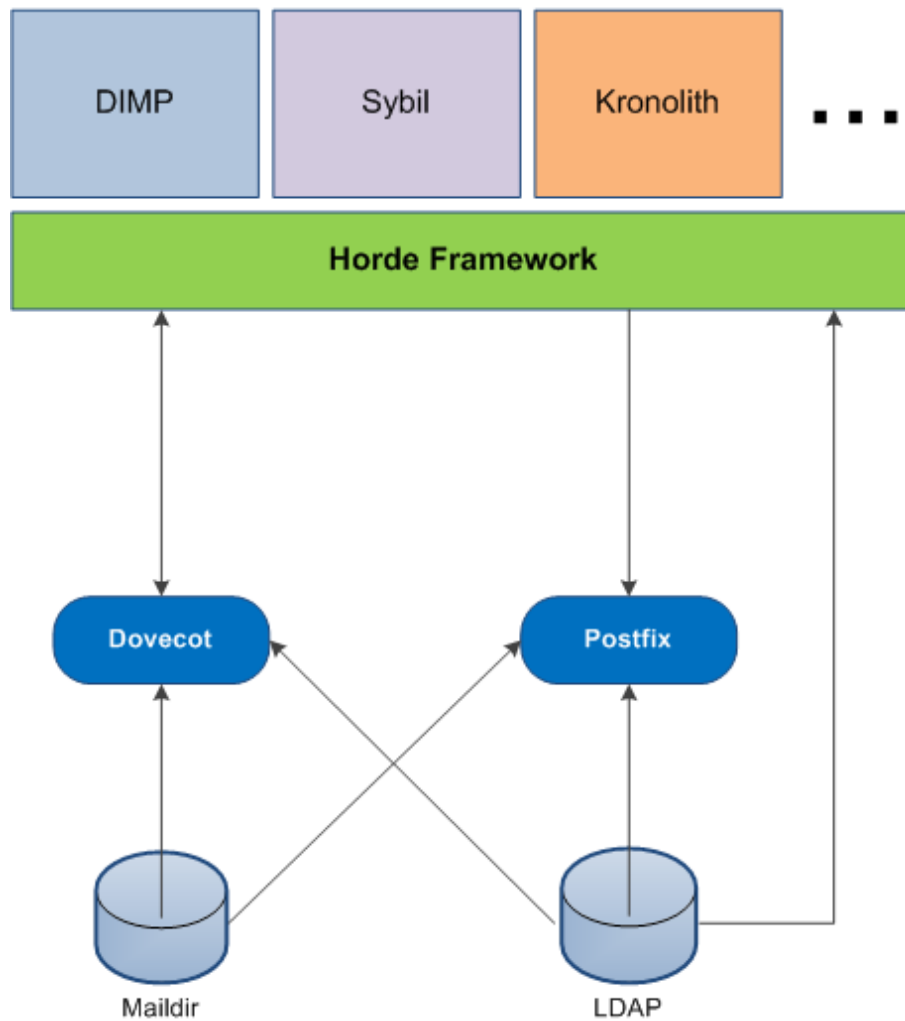 DIMP
Sybil
Kronolith
....
Horde Framework
Dovecot
Postfix
Maildir
LDAP